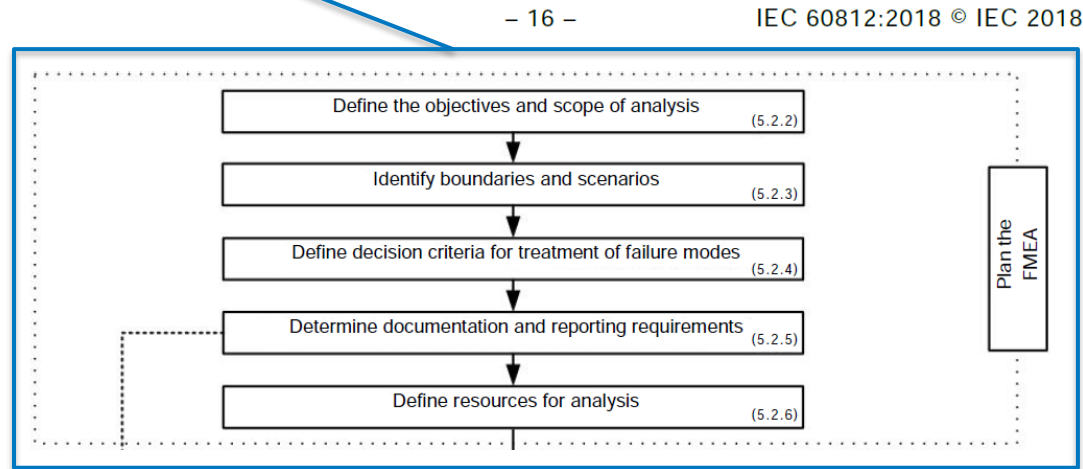 – 16 –
IEC 60812:2018 © IEC 2018
Define the objectives and scope of analysis
(5.2.2)
Identify boundaries and scenarios
(5.2.3)
Define decision criteria for treatment of failure modes
(5.2.4)
Determine documentation and reporting requirements
(5.2.5)
Define resources for analysis
(5.2.6)
Plan the
FMEA